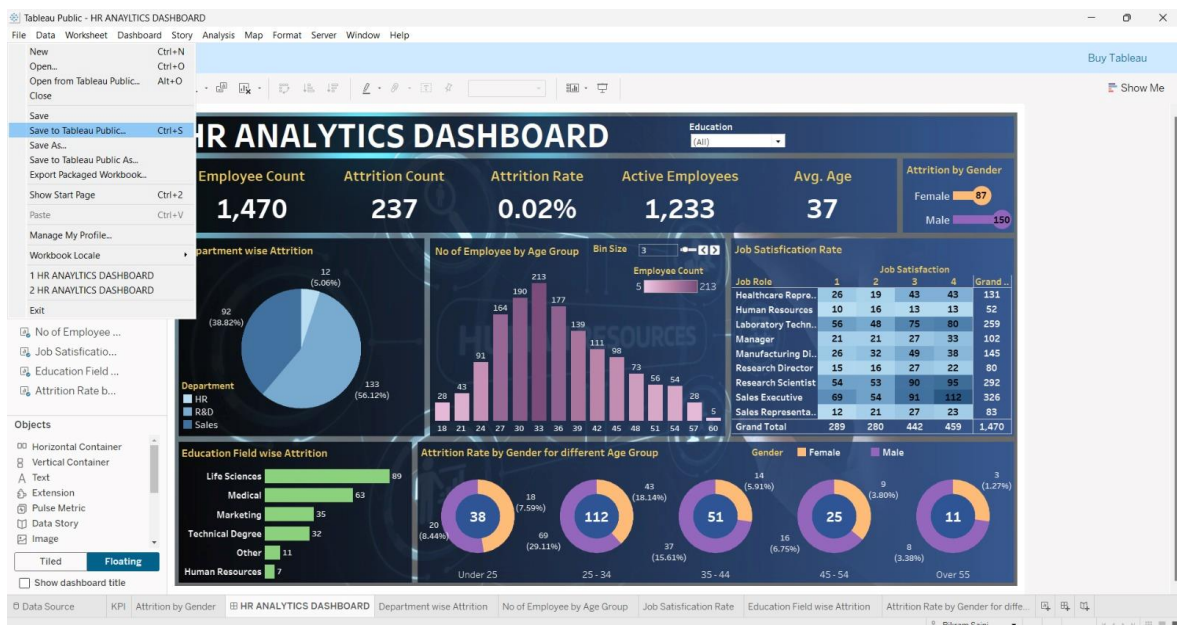 Tableau Public - HR ANAYLTICS DASHBOARD
File Data Worksheet Dashboard Story Analysis Map Format Server Window Help
Buy Tableau
New Ctrl+N
Open... Ctrl+O
Open from Tableau Public... Alt+O
Close
Save
Save to Tableau Public... Ctrl+S
Save As...
Save to Tableau Public As...
Export Packaged Workbook...
Show Start Page Ctrl+2
Paste Ctrl+V
Manage My Profile...
Workbook Locale
1 HR ANAYLTICS DASHBOARD
2 HR ANAYLTICS DASHBOARD
Exit
Show Me
HR ANALYTICS DASHBOARD
Education
(All)
Employee Count Attrition Count Attrition Rate Active Employees Avg. Age
1,470 237 0.02% 1,233 37
Attrition by Gender
Female 87
Male 150
partment wise Attrition
12
(5.06%)
92
(38.82%)
133
(56.12%)
Department
HR
R&D
Sales
No of Employee by Age Group Bin Size 3
Employee Count
5 213
28 43 91 164 190 213 177 139 111 98 73 56 54 28 5
18 21 24 27 30 33 36 39 42 45 48 51 54 57 60
HUMAN RESOURCES
Job Satisfication Rate
Job Satisfaction
Job Role 1 2 3 4 Grand ..
Healthcare Repre.. 26 19 43 43 131
Human Resources 10 16 13 13 52
Laboratory Techn.. 56 48 75 80 259
Manager 21 21 27 33 102
Manufacturing Di.. 26 32 49 38 145
Research Director 15 16 27 22 80
Research Scientist 54 53 90 95 292
Sales Executive 69 54 91 112 326
Sales Representa.. 12 21 27 23 83
Grand Total 289 280 442 459 1,470
Education Field wise Attrition
Life Sciences 89
Medical 63
Marketing 35
Technical Degree 32
Other 11
Human Resources 7
Attrition Rate by Gender for different Age Group Gender Female Male
38
18
(7.59%)
20
(8.44%)
Under 25
112
43
(18.14%)
69
(29.11%)
25 - 34
51
14
(5.91%)
37
(15.61%)
35 - 44
25
9
(3.80%)
16
(6.75%)
45 - 54
11
3
(1.27%)
8
(3.38%)
Over 55
No of Employee ...
Job Satisficatio...
Education Field ...
Attrition Rate b...
Objects
Horizontal Container
Vertical Container
Text
Extension
Pulse Metric
Data Story
Image
Tiled Floating
Show dashboard title
Data Source KPI Attrition by Gender HR ANALYTICS DASHBOARD Department wise Attrition No of Employee by Age Group Job Satisfication Rate Education Field wise Attrition Attrition Rate by Gender for diffe...